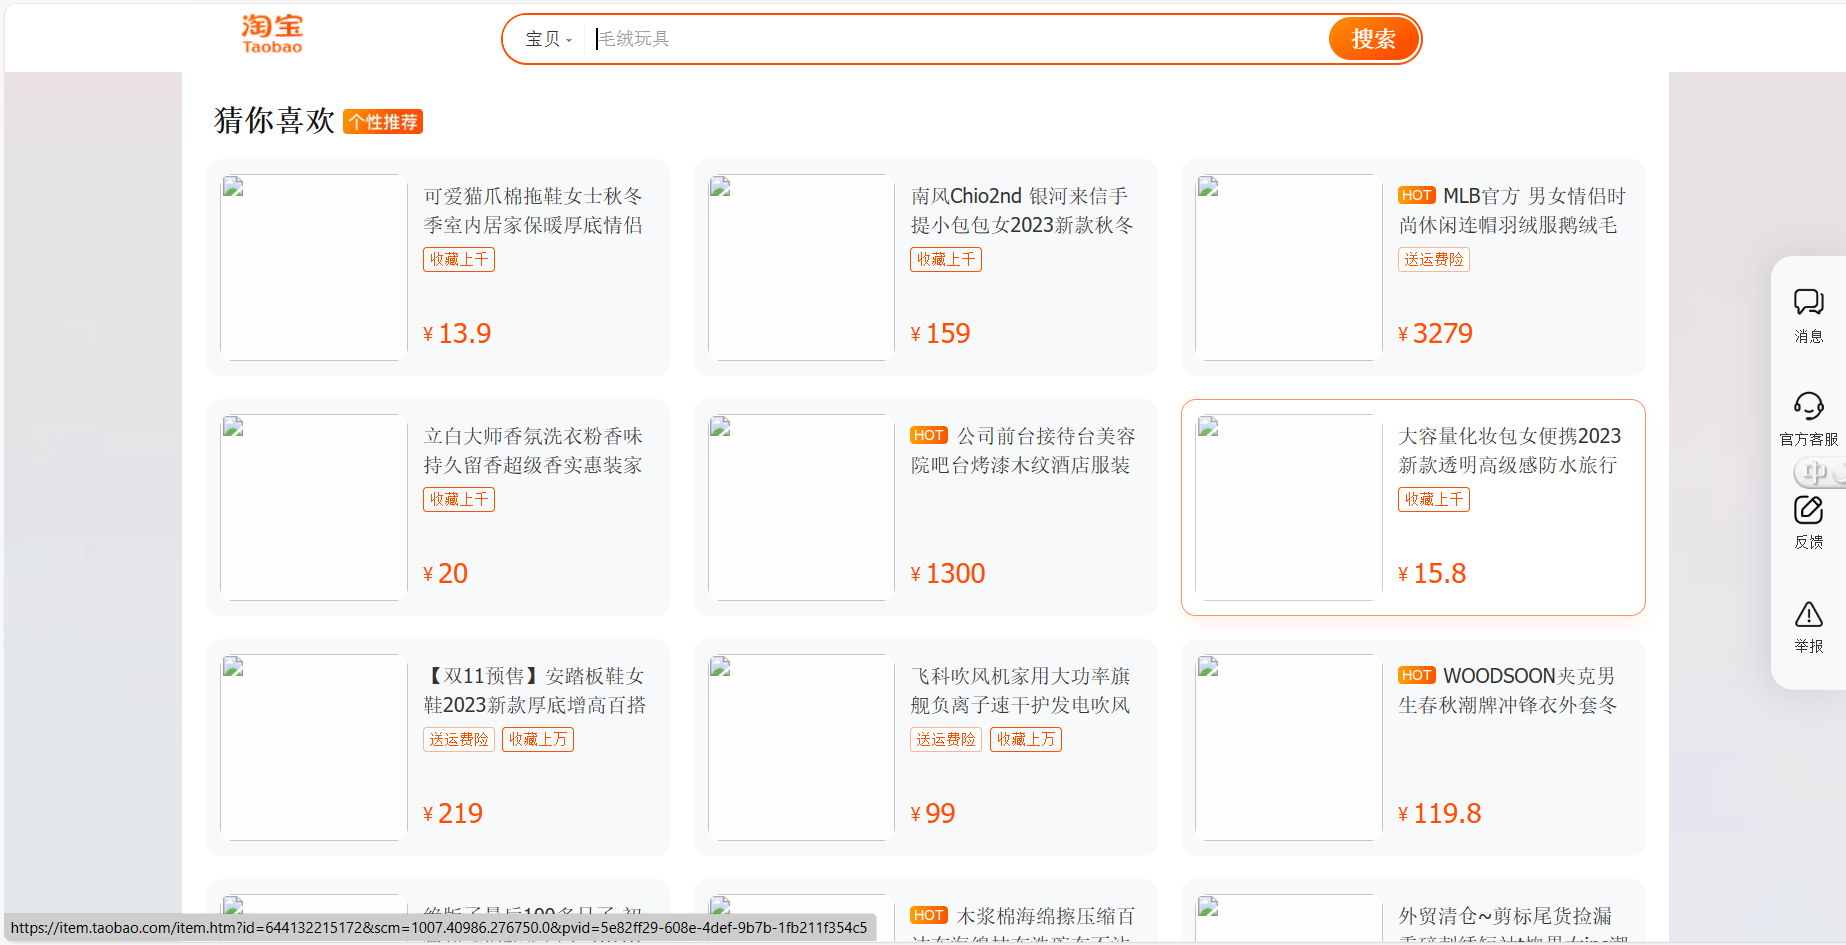 淘宝
Taobao
宝贝
毛绒玩具
搜索
猜你喜欢 个性推荐
可爱猫爪棉拖鞋女士秋冬
季室内居家保暖厚底情侣
收藏上千
¥ 13.9
南风Chio2nd 银河来信手
提小包包女2023新款秋冬
收藏上千
¥ 159
HOT MLB官方 男女情侣时
尚休闲连帽羽绒服鹅绒毛
送运费险
¥ 3279
立白大师香氛洗衣粉香味
持久留香超级香实惠装家
收藏上千
¥ 20
HOT 公司前台接待台美容
院吧台烤漆木纹酒店服装
¥ 1300
大容量化妆包女便携2023
新款透明高级感防水旅行
收藏上千
¥ 15.8
【双11预售】安踏板鞋女
鞋2023新款厚底增高百搭
送运费险 收藏上万
¥ 219
飞科吹风机家用大功率旗
舰负离子速干护发电吹风
送运费险 收藏上万
¥ 99
HOT WOODSOON夹克男
生春秋潮牌冲锋衣外套冬
¥ 119.8
HOT 木浆棉海绵擦压缩百
外贸清仓~剪标尾货捡漏
消息
官方客服
中
反馈
举报
https://item.taobao.com/item.htm?id=644132215172&scm=1007.40986.276750.0&pvid=5e82ff29-608e-4def-9b7b-1fb211f354c5